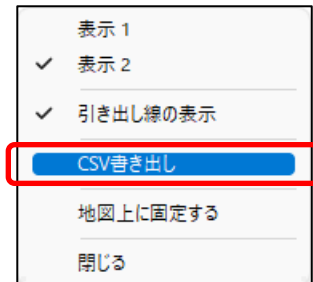 表示 1
表示 2
引き出し線の表示
CSV書き出し
地図上に固定する
閉じる